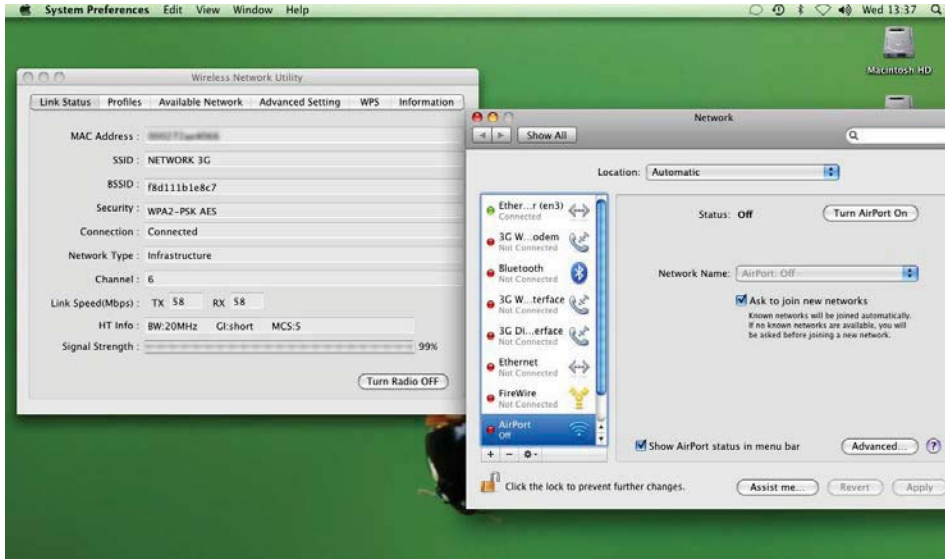 System Preferences Edit View Window Help
Wed 13:37
Macintosh HD
Wireless Network Utility
Link Status Profiles Available Network Advanced Setting WPS Information
MAC Address :
SSID : NETWORK 3G
BSSID : f8d111b1e8c7
Security : WPA2-PSK AES
Connection : Connected
Network Type : Infrastructure
Channel : 6
Link Speed(Mbps) : TX 58 RX 58
HT Info : BW:20MHz GI:short MCS:5
Signal Strength : 99%
Turn Radio OFF
Network
Show All
Location: Automatic
Ether...r (en3)
Connected
3G W...odem
Not Connected
Bluetooth
Not Connected
3G W...terface
Not Connected
3G Di...erface
Not Connected
Ethernet
Not Connected
FireWire
Not Connected
AirPort
Off
+ -
Status: Off
Turn AirPort On
Network Name: AirPort: Off
Ask to join new networks
Known networks will be joined automatically.
If no known networks are available, you will
be asked before joining a new network.
Show AirPort status in menu bar
Advanced...
?
Click the lock to prevent further changes.
Assist me... Revert Apply